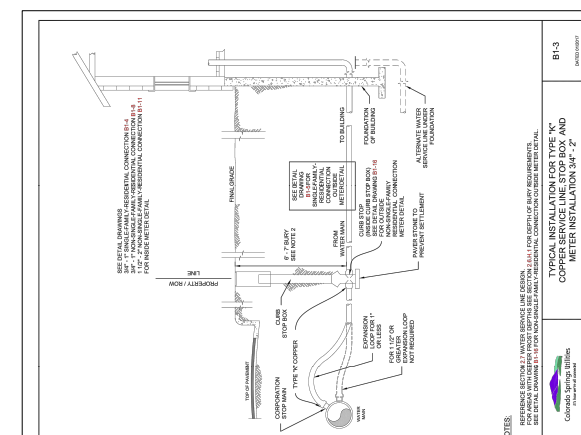 SEE DETAIL DRAWINGS
3/4" - 1" SINGLE-FAMILY-RESIDENTIAL CONNECTION B1-4
3/4" - 1" NON-SINGLE-FAMILY-RESIDENTIAL CONNECTION B1-8
1 1/2" - 2" NON-SINGLE-FAMILY-RESIDENTIAL CONNECTION B1-11
FOR INSIDE METER DETAIL
TOP OF PAVEMENT
PROPERTY / ROW
LINE
FINAL GRADE
6' - 7' BURY
SEE NOTE 2
SEE DETAIL
DRAWING
FOR
SINGLE-FAMILY-
RESIDENTIAL
CONNECTION
OUTSIDE
METER DETAIL
CORPORATION
STOP MAIN
TYPE "K" COPPER
CURB
STOP BOX
FROM
WATER MAIN
TO BUILDING
WATER
MAIN
EXPANSION
LOOP FOR 1"
OR LESS
FOR 1 1/2" OR
GREATER
EXPANSION LOOP
NOT REQUIRED
PAVER STONE TO
PREVENT SETTLEMENT
CURB STOP
(INSIDE CURB STOP BOX)
SEE DETAIL DRAWING B1-16
FOR OUTSIDE
NON-SINGLE-FAMILY
RESIDENTIAL CONNECTION
METER DETAIL
FOUNDATION
OF BUILDING
ALTERNATE WATER
SERVICE LINE UNDER
FOUNDATION
OTES:
REFERENCE SECTION 2.7 WATER SERVICE LINE DESIGN.
FOR AREAS WITH DEEPER FROST DEPTHS SEE SECTION 2.6.H.1 FOR DEPTH OF BURY REQUIREMENTS.
SEE DETAIL DRAWING B1-16 FOR NON-SINGLE-FAMILY-RESIDENTIAL CONNECTION OUTSIDE METER DETAIL.
Colorado Springs Utilities
It's how we're all connected
TYPICAL INSTALLATION FOR TYPE "K"
COPPER SERVICE LINE, STOP BOX AND
METER INSTALLATION 3/4" - 2"
B1-3